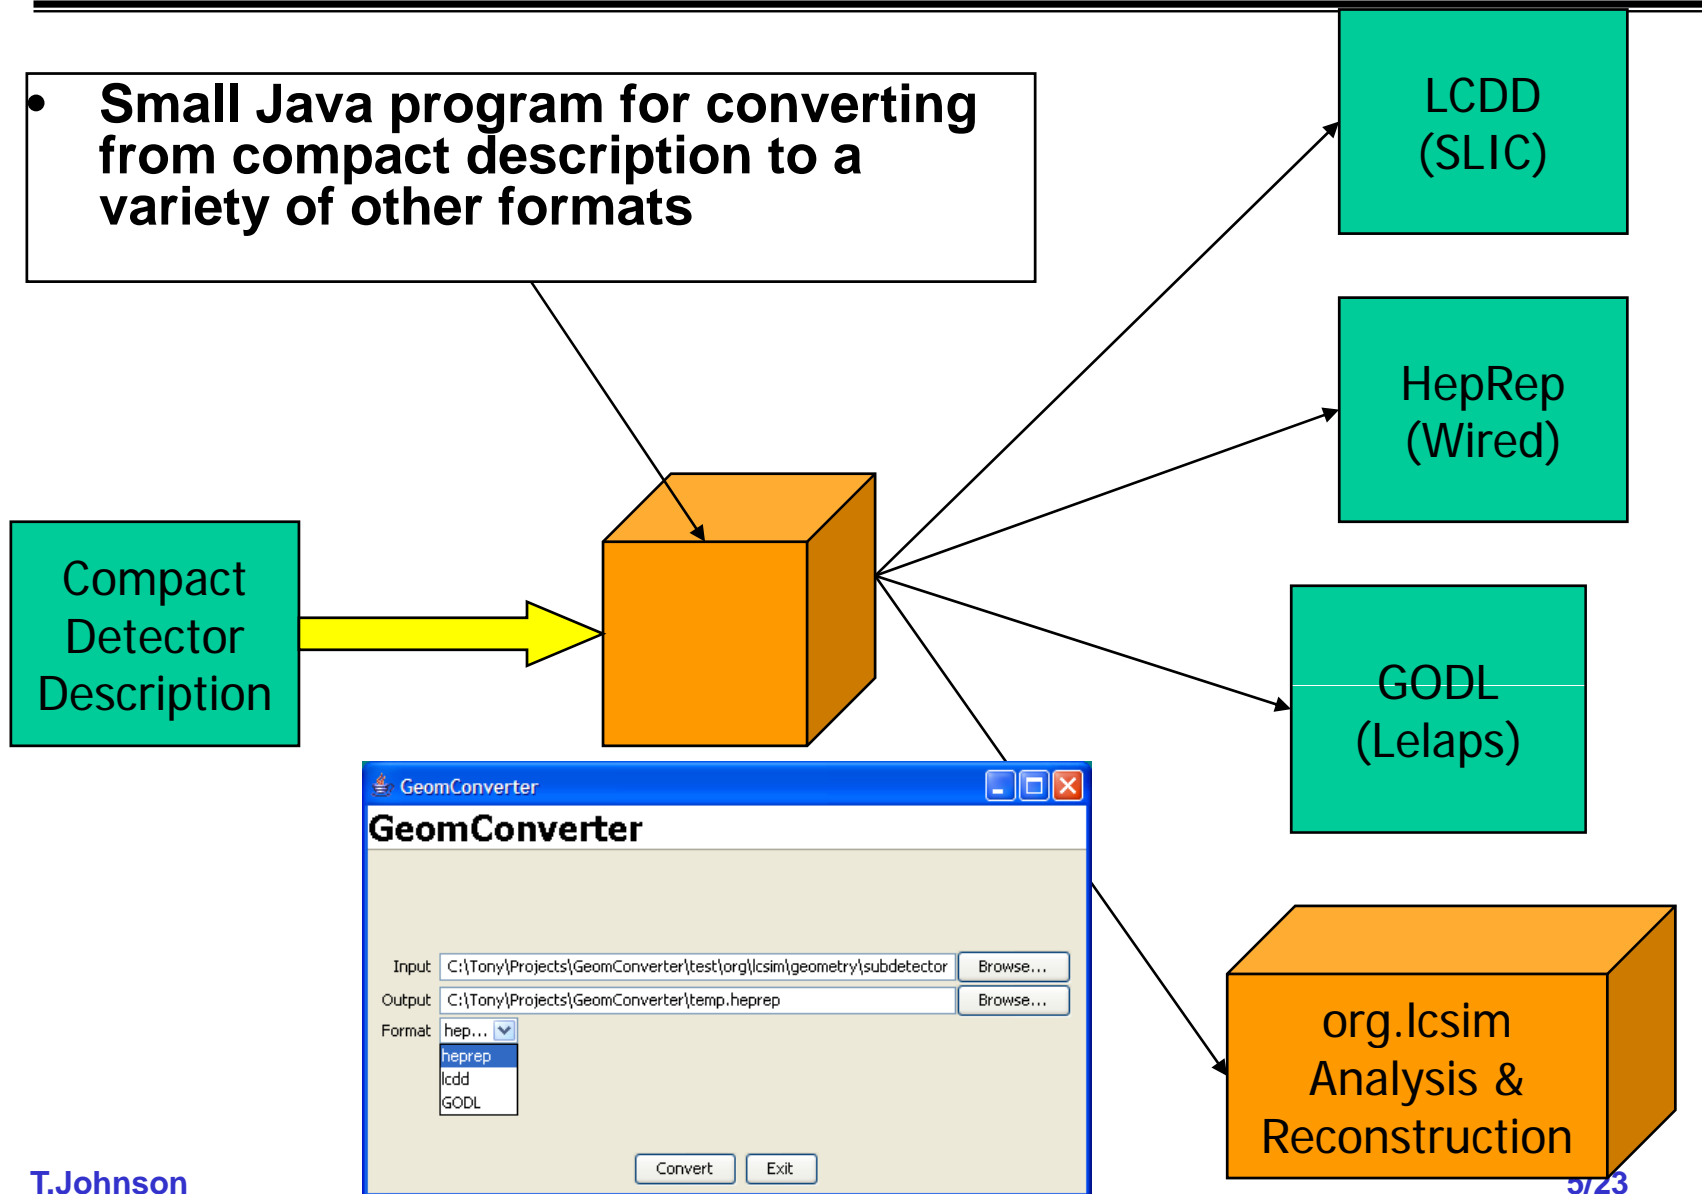 • Small Java program for converting
from compact description to a
variety of other formats
LCDD
(SLIC)
HepRep
(Wired)
Compact
Detector
Description
GODL
(Lelaps)
GeomConverter
GeomConverter
Input C:\Tony\Projects\GeomConverter\test\org\lcsim\geometry\subdetector Browse...
Output C:\Tony\Projects\GeomConverter\temp.heprep Browse...
Format hep...
heprep
lcdd
GODL
Convert Exit
org.lcsim
Analysis &
Reconstruction
T.Johnson 5/23